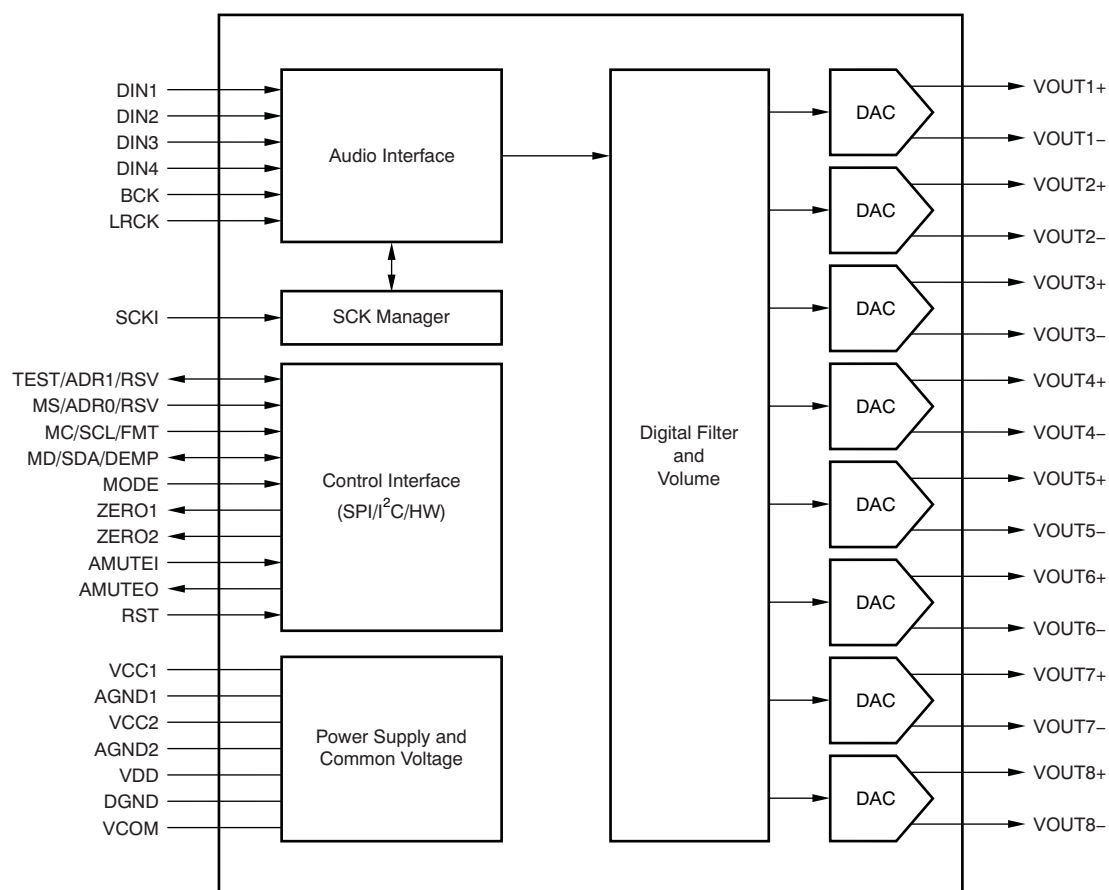 DIN1
DIN2
DIN3
DIN4
BCK
LRCK
SCKI
TEST/ADR1/RSV
MS/ADR0/RSV
MC/SCL/FMT
MD/SDA/DEMP
MODE
ZERO1
ZERO2
AMUTEI
AMUTEO
RST
VCC1
AGND1
VCC2
AGND2
VDD
DGND
VCOM
Audio Interface
SCK Manager
Control Interface
(SPI/I²C/HW)
Power Supply and
Common Voltage
Digital Filter
and
Volume
DAC
DAC
DAC
DAC
DAC
DAC
DAC
DAC
VOUT1+
VOUT1−
VOUT2+
VOUT2−
VOUT3+
VOUT3−
VOUT4+
VOUT4−
VOUT5+
VOUT5−
VOUT6+
VOUT6−
VOUT7+
VOUT7−
VOUT8+
VOUT8−